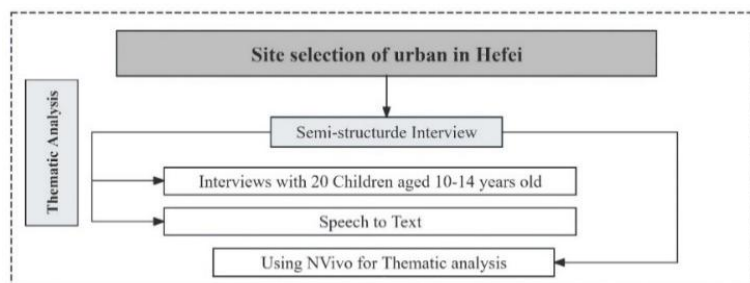 Site selection of urban in Hefei
Thematic Analysis
Semi-structurde Interview
Interviews with 20 Children aged 10-14 years old
Speech to Text
Using NVivo for Thematic analysis